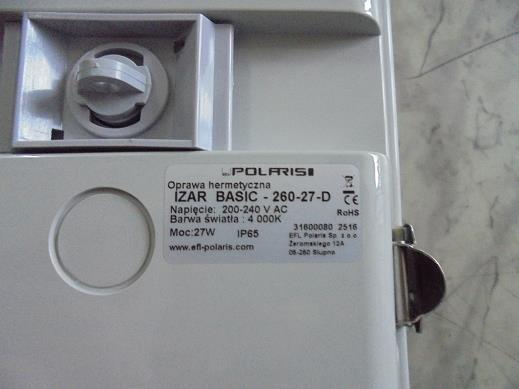 POLARIS
Oprawa hermetyczna
IZAR BASIC - 260-27-D
Napięcie: 200-240 V AC
Barwa światła : 4 000K
Moc:27W IP65
www.efl-polaris.com
CE
RoHS
31600080 2516
EFL Polaris Sp. z o.o.
Żeromskiego 12A
06-260 Słupno